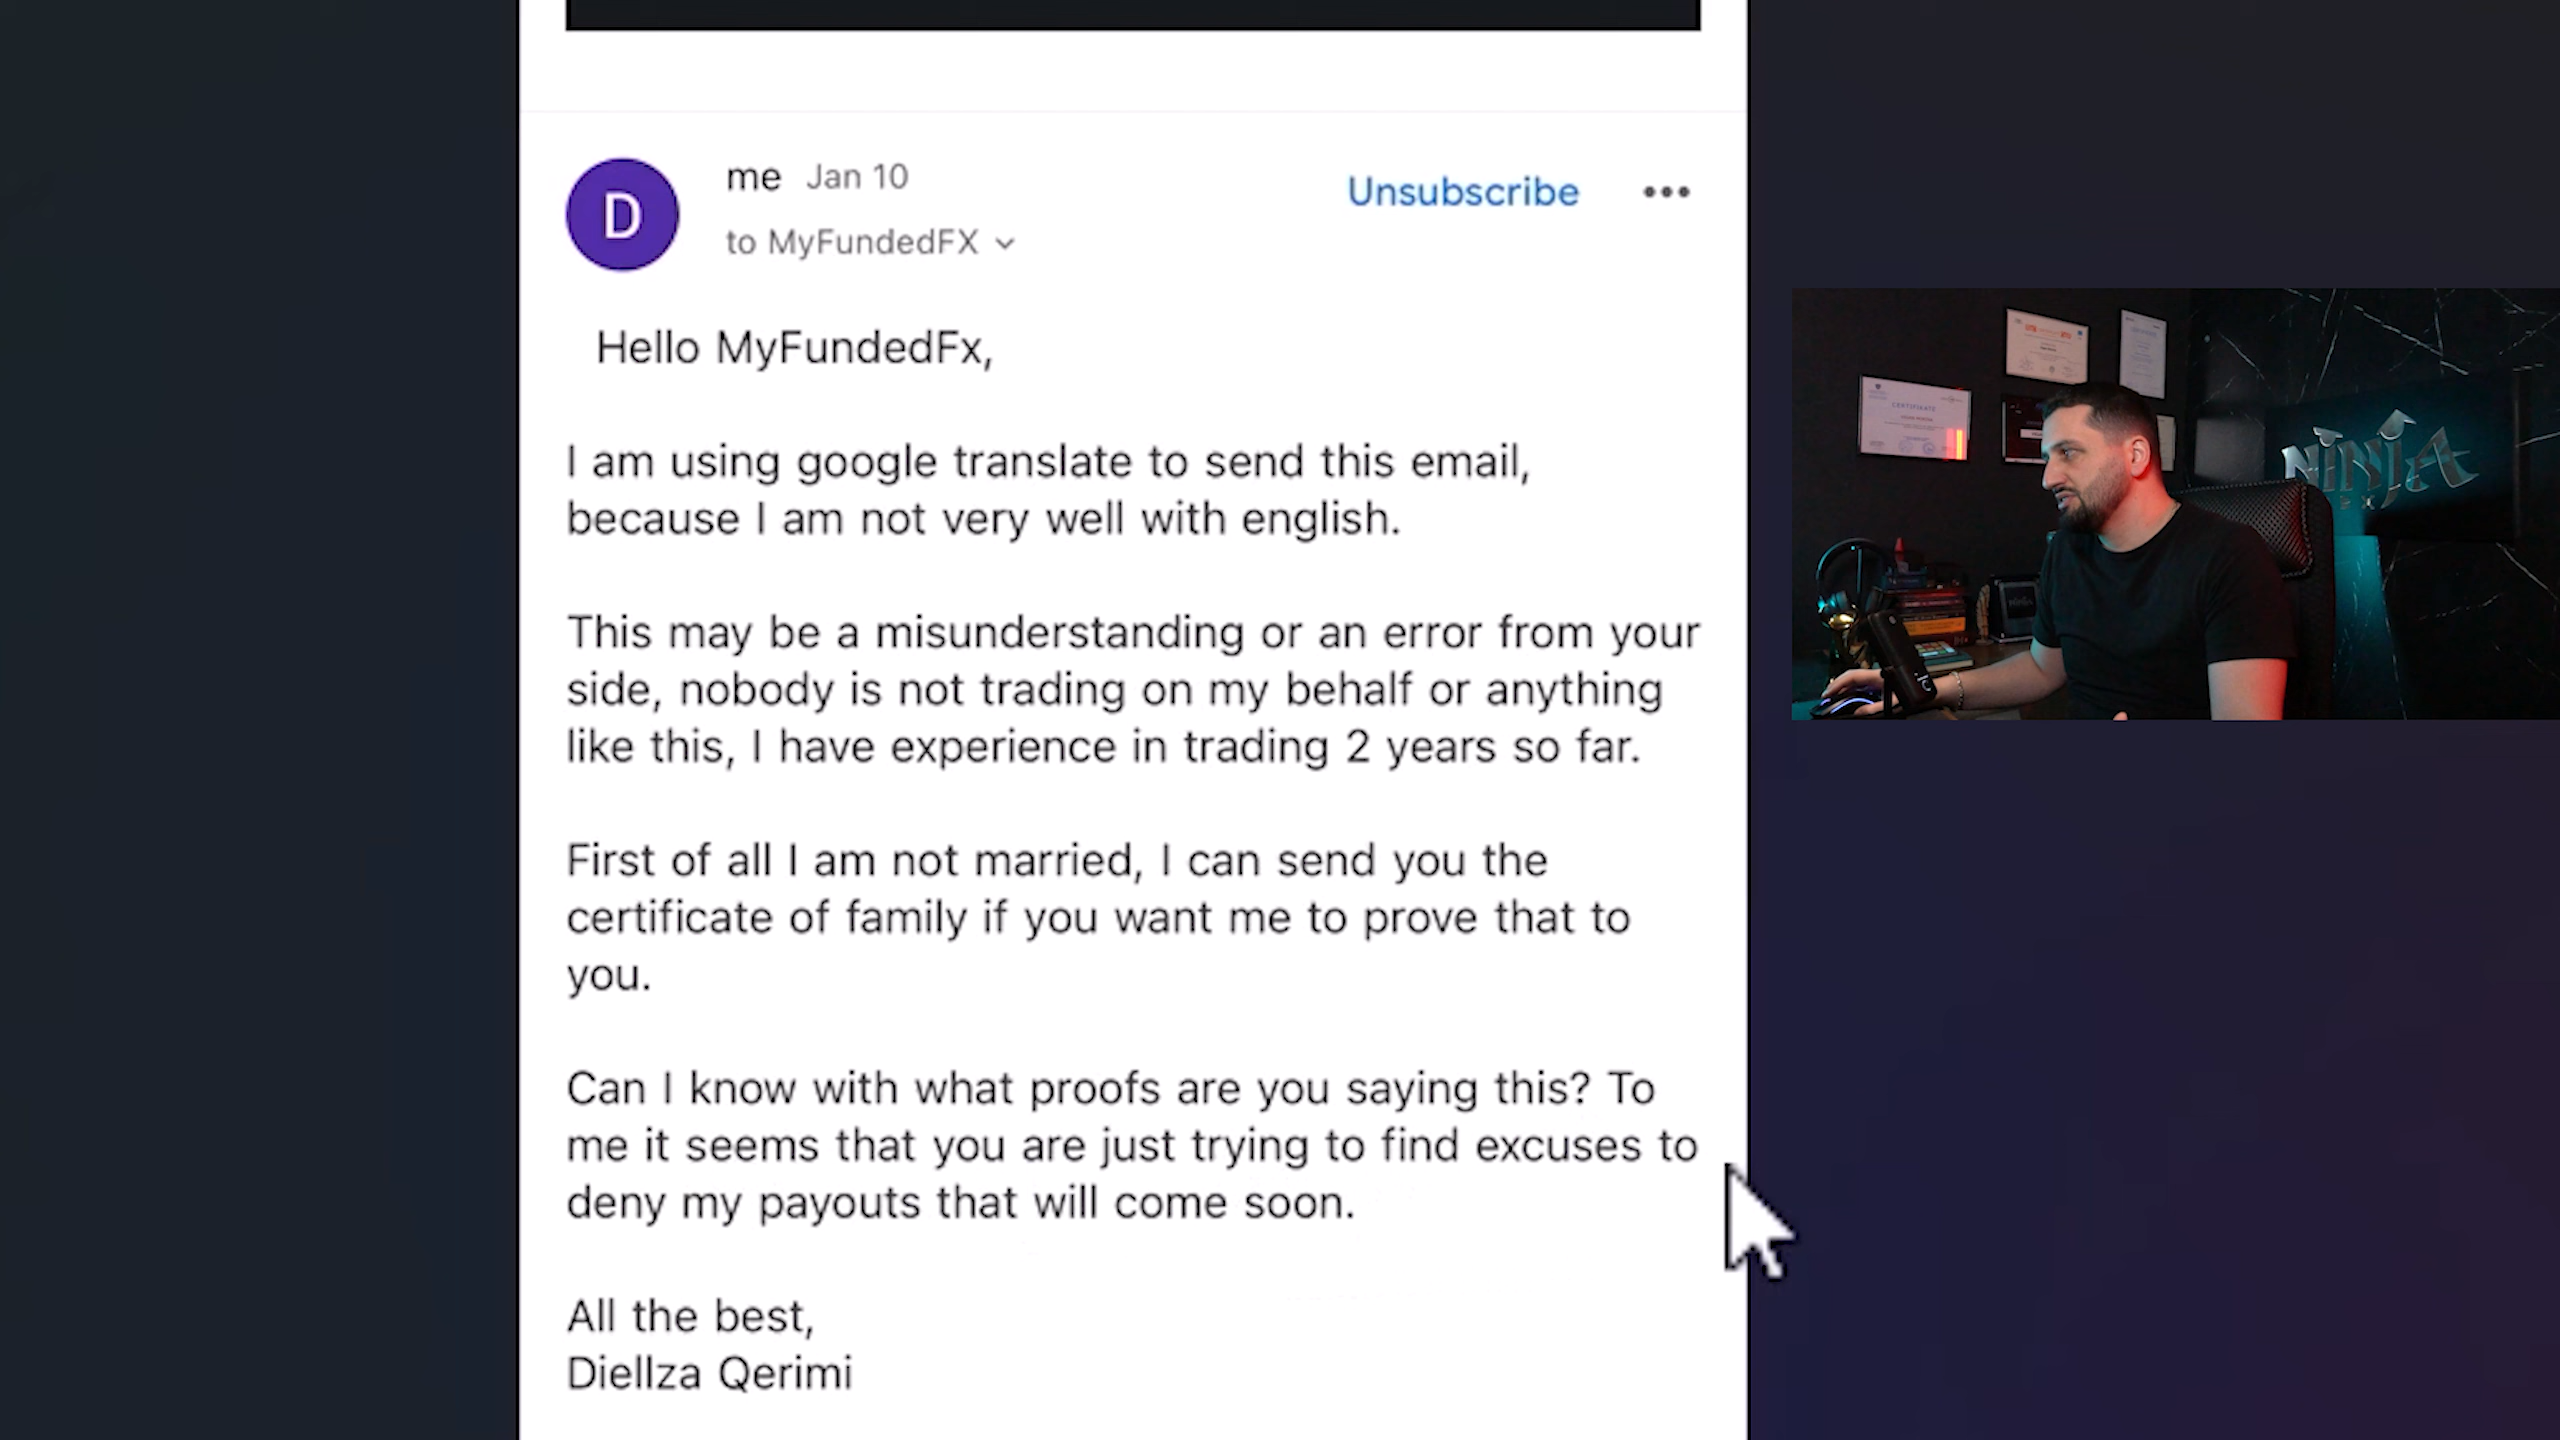 D
me Jan 10
Unsubscribe
to MyFundedFX
Hello MyFundedFx,
I am using google translate to send this email,
because I am not very well with english.
This may be a misunderstanding or an error from your
side, nobody is not trading on my behalf or anything
like this, I have experience in trading 2 years so far.
First of all I am not married, I can send you the
certificate of family if you want me to prove that to
you.
Can I know with what proofs are you saying this? To
me it seems that you are just trying to find excuses to
deny my payouts that will come soon.
All the best,
Diellza Qerimi
CERTIFIKATE
NINJA